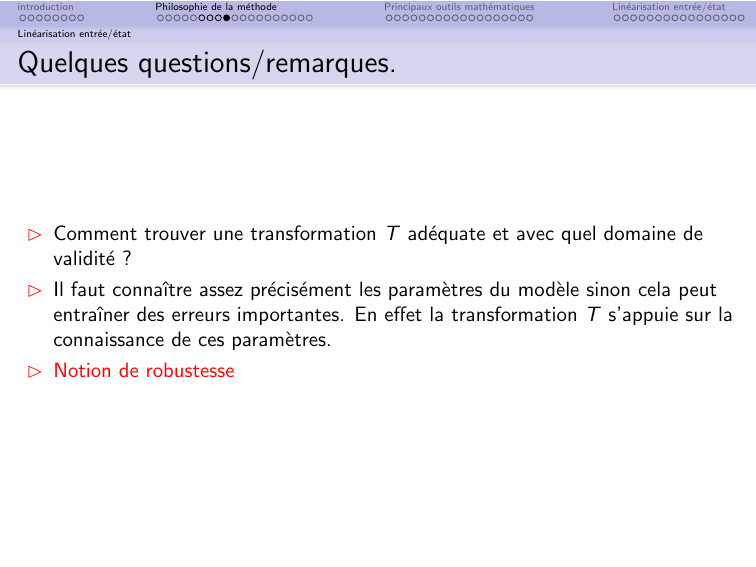 introduction
Philosophie de la méthode
Principaux outils mathématiques
Linéarisation entrée/état
Linéarisation entrée/état
Quelques questions/remarques.
Comment trouver une transformation T adéquate et avec quel domaine de
validité ?
Il faut connaître assez précisément les paramètres du modèle sinon cela peut
entraîner des erreurs importantes. En effet la transformation T s'appuie sur la
connaissance de ces paramètres.
Notion de robustesse